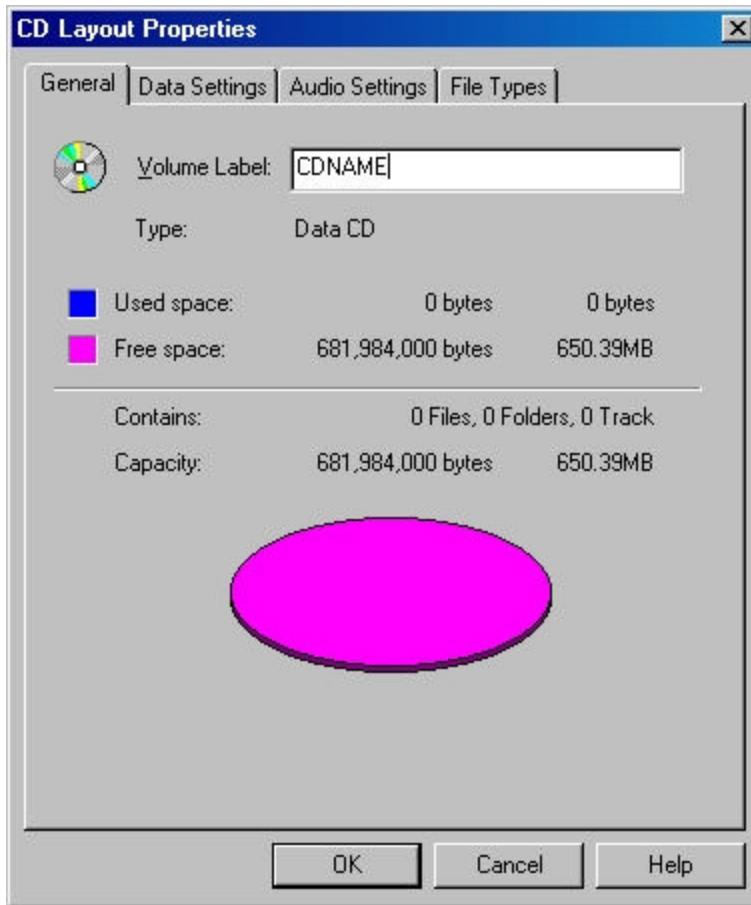 CD Layout Properties
General Data Settings Audio Settings File Types
Volume Label: CDNAME
Type: Data CD
Used space: 0 bytes 0 bytes
Free space: 681,984,000 bytes 650.39MB
Contains: 0 Files, 0 Folders, 0 Track
Capacity: 681,984,000 bytes 650.39MB
OK Cancel Help